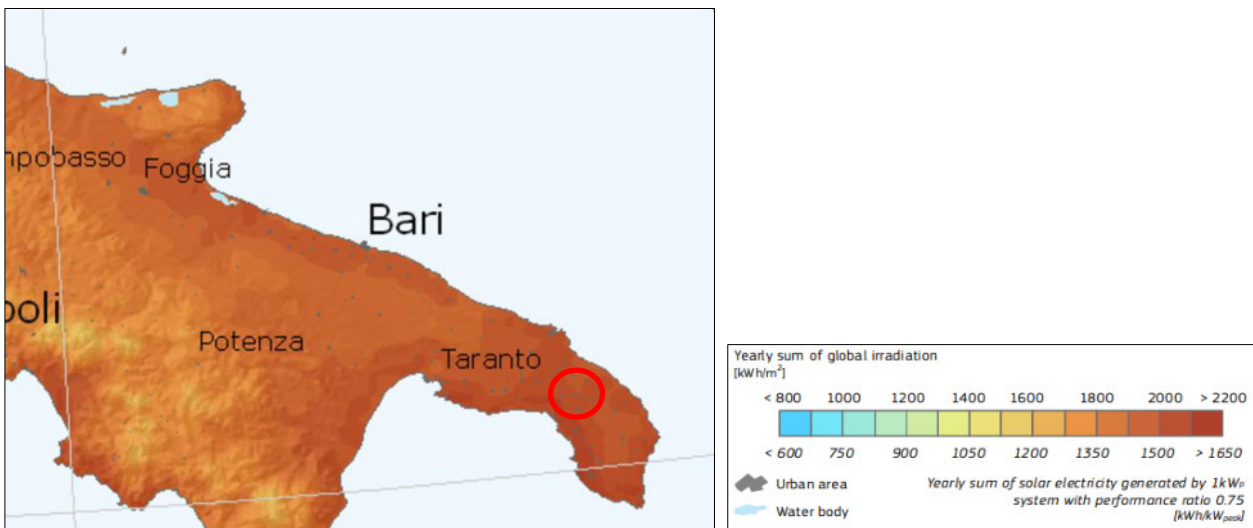 mpobasso
Foggia
Bari
poli
Potenza
Taranto
Yearly sum of global irradiation
[kWh/m²]
< 800 1000 1200 1400 1600 1800 2000 > 2200
< 600 750 900 1050 1200 1350 1500 > 1650
Urban area
Water body
Yearly sum of solar electricity generated by 1kWp
system with performance ratio 0.75
[kWh/kWpeak]